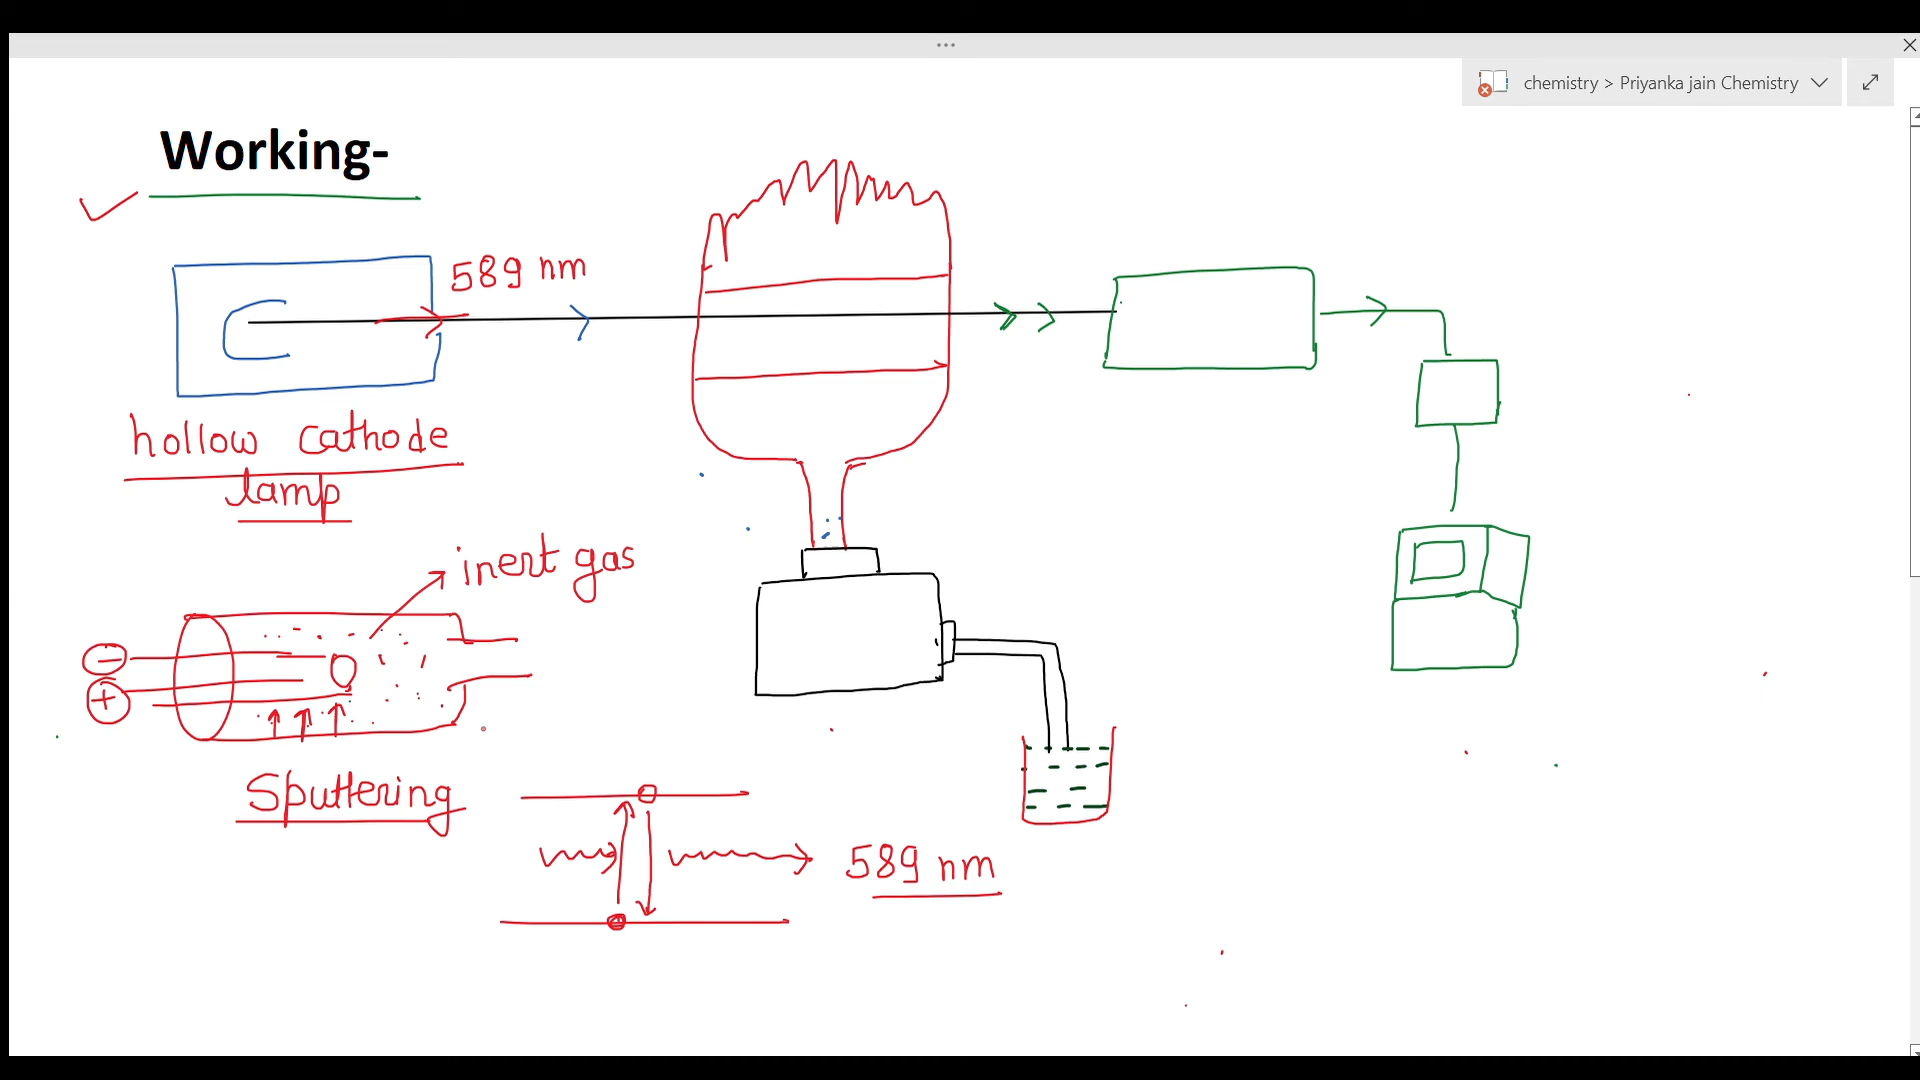 chemistry > Priyanka jain Chemistry
Working-
589 nm
hollow cathode
lamp
inert gas
−
+
Sputtering
589 nm